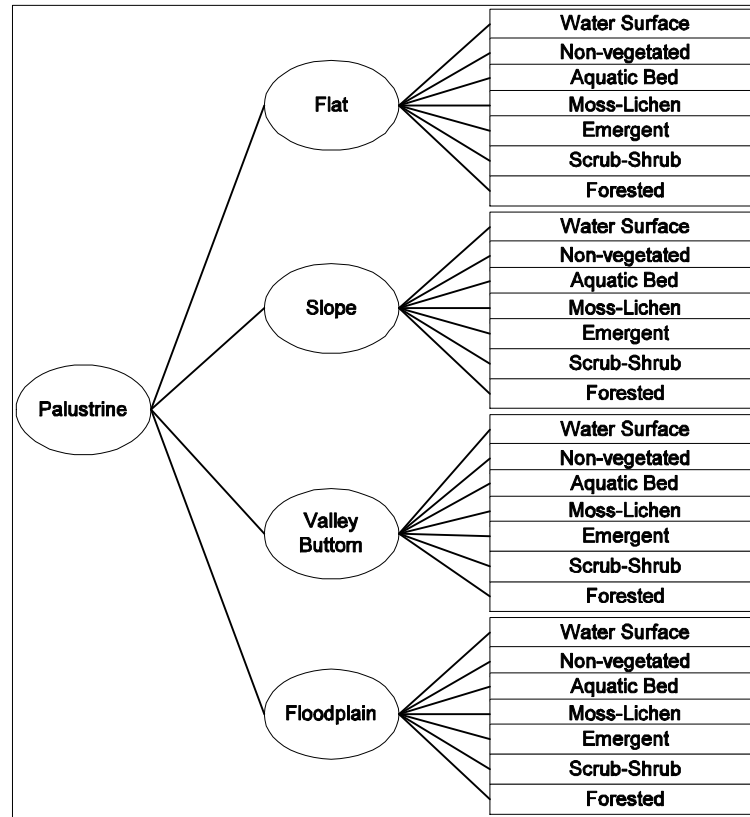 Palustrine
Flat
Water Surface
Non-vegetated
Aquatic Bed
Moss-Lichen
Emergent
Scrub-Shrub
Forested
Slope
Water Surface
Non-vegetated
Aquatic Bed
Moss-Lichen
Emergent
Scrub-Shrub
Forested
Valley
Buttom
Water Surface
Non-vegetated
Aquatic Bed
Moss-Lichen
Emergent
Scrub-Shrub
Forested
Floodplain
Water Surface
Non-vegetated
Aquatic Bed
Moss-Lichen
Emergent
Scrub-Shrub
Forested